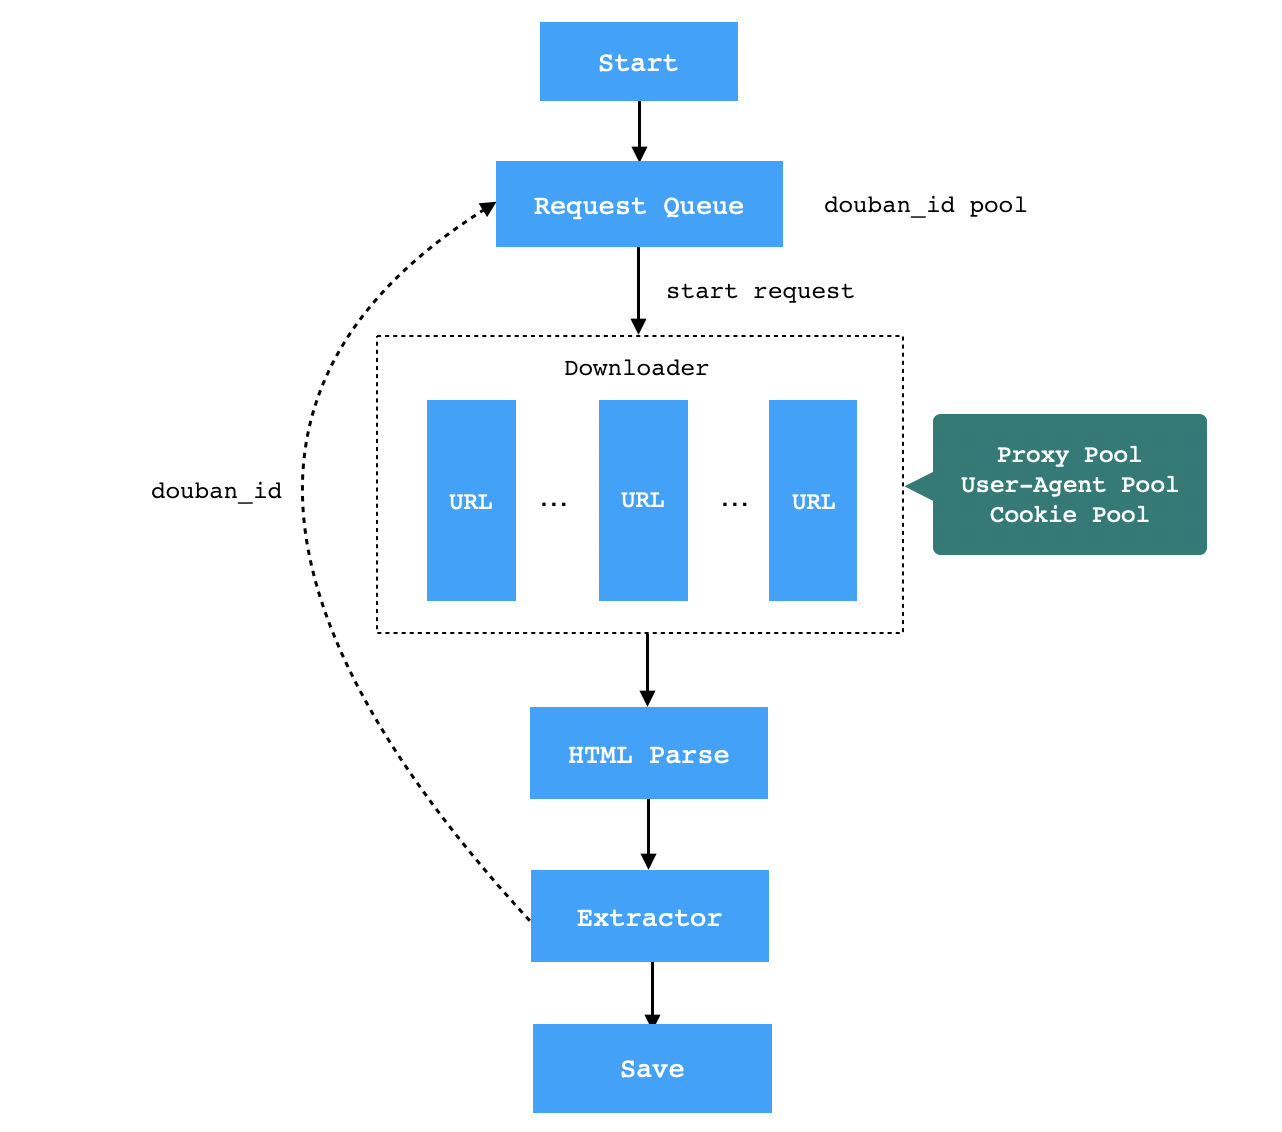 Start
Request Queue
douban_id pool
start request
Downloader
URL ... URL ... URL
Proxy Pool
User-Agent Pool
Cookie Pool
douban_id
HTML Parse
Extractor
Save